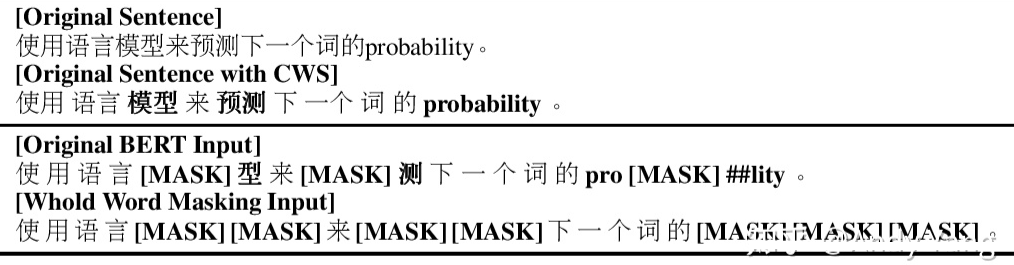 [Original Sentence]
使用语言模型来预测下一个词的probability。
[Original Sentence with CWS]
使用 语言 模型 来 预测 下 一个 词 的 probability 。
[Original BERT Input]
使 用 语 言 [MASK] 型 来 [MASK] 测 下 一 个 词 的 pro [MASK] ##lity 。
[Whold Word Masking Input]
使 用 语 言 [MASK] [MASK] 来 [MASK] [MASK] 下 一 个 词 的 [MASK] [MASK] [MASK] 。